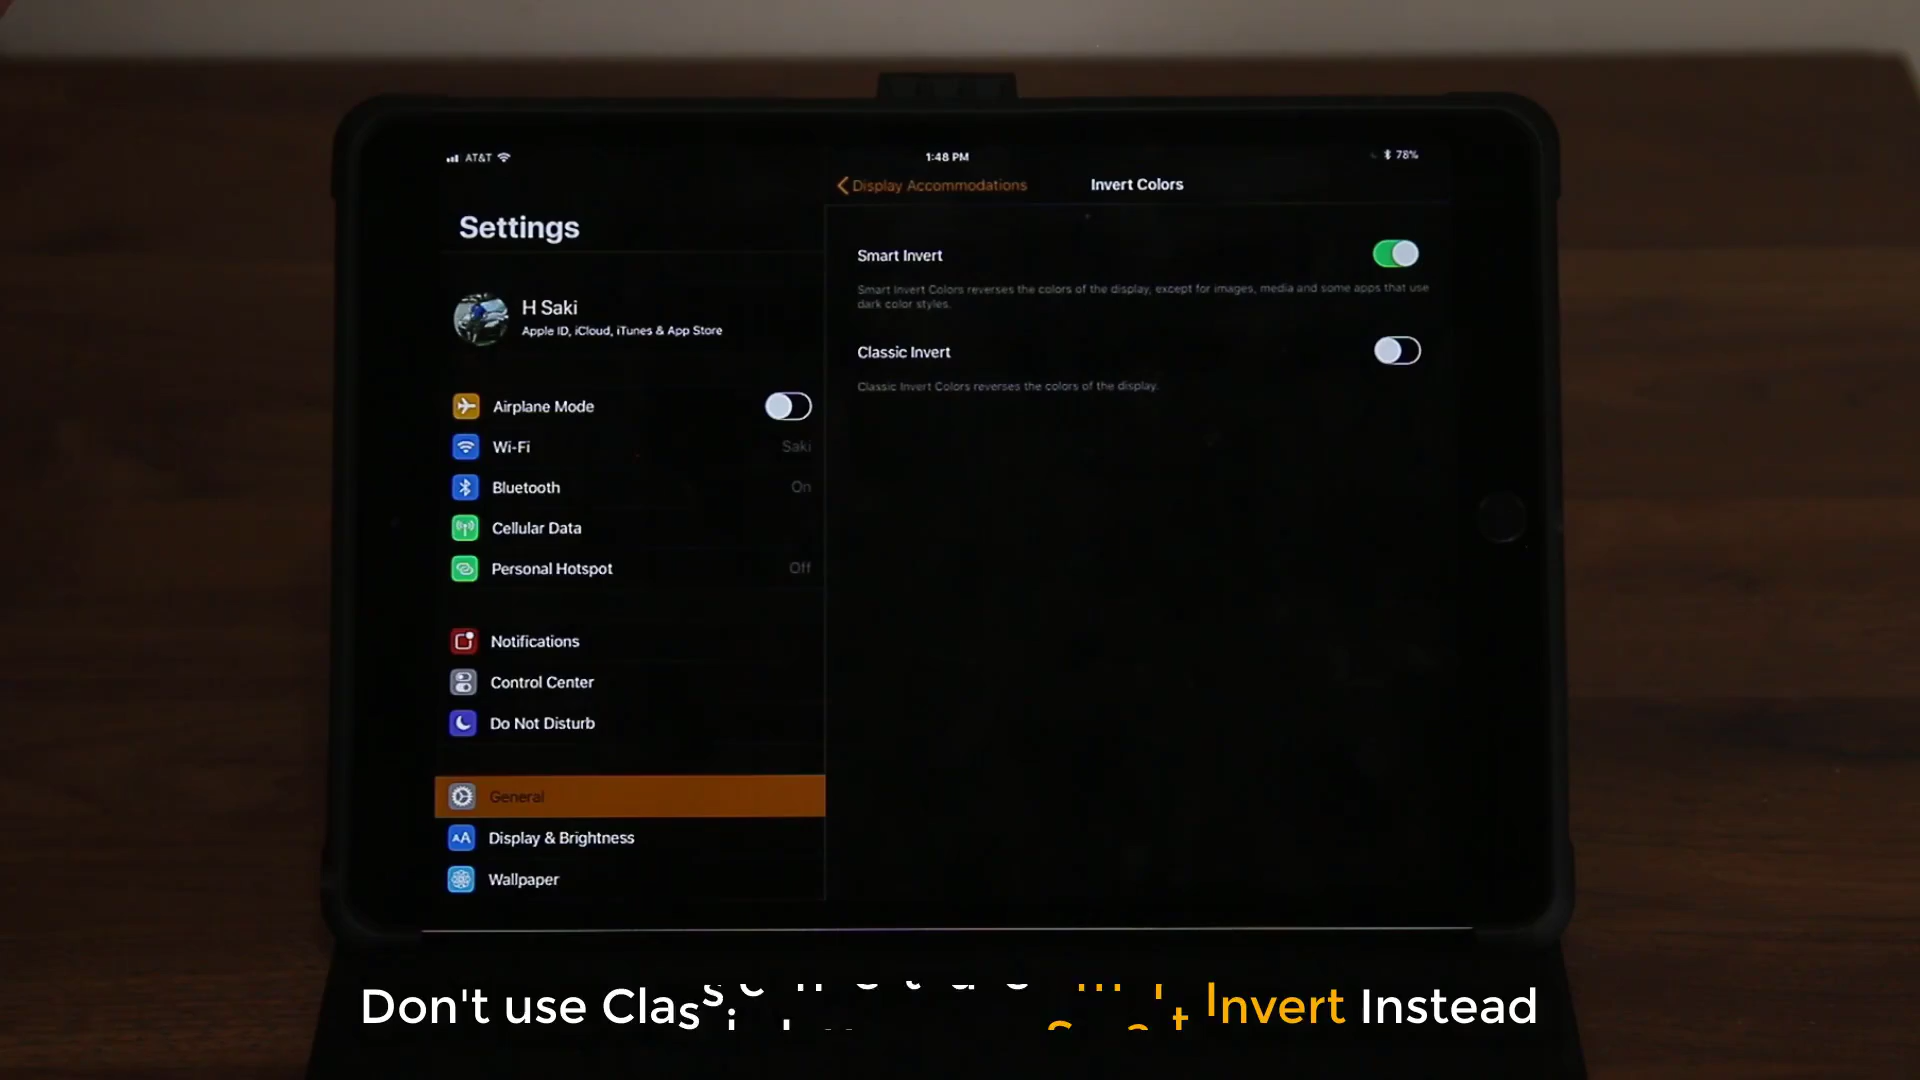 AT&T
1:48 PM
78%
Display Accommodations
Invert Colors
Settings
H Saki
Apple ID, iCloud, iTunes & App Store
Airplane Mode
Wi-Fi Saki
Bluetooth On
Cellular Data
Personal Hotspot Off
Notifications
Control Center
Do Not Disturb
General
AA Display & Brightness
Wallpaper
Smart Invert
Smart Invert Colors reverses the colors of the display, except for images, media and some apps that use
dark color styles.
Classic Invert
Classic Invert Colors reverses the colors of the display.
Don't use Invert Instead